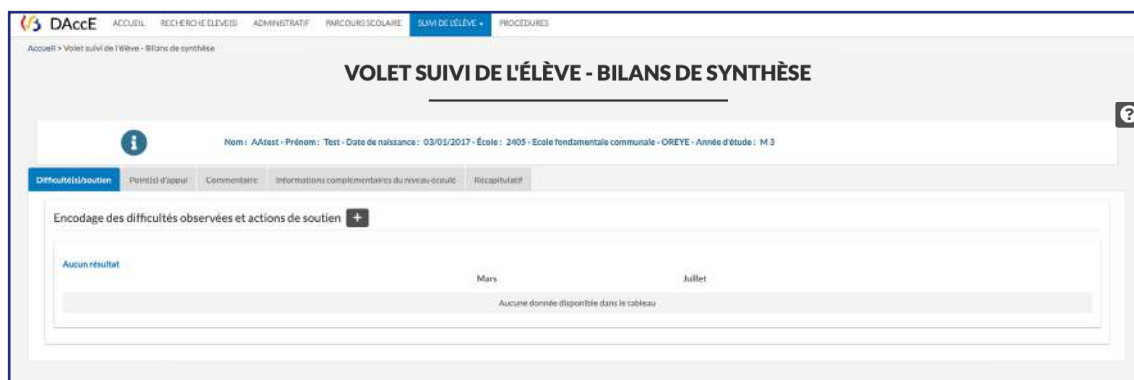 DAccE ACCUEIL RECHERCHE ELEVE(S) ADMINISTRATIF PARCOURS SCOLAIRE SUIVI DE L'ÉLÈVE PROCÉDURES
Accueil > Volet suivi de l'élève - Bilans de synthèse
VOLET SUIVI DE L'ÉLÈVE - BILANS DE SYNTHÈSE
?
i Nom : AAtest - Prénom : Test - Date de naissance : 03/01/2017 - École : 2405 - Ecole fondamentale communale - OREYE - Année d'étude : M 3
Difficulté(s)/soutien Point(s) d'appui Commentaire Informations complémentaires du niveau écoulé Récapitulatif
Encodage des difficultés observées et actions de soutien +
Aucun résultat
Mars Juillet
Aucune donnée disponible dans le tableau